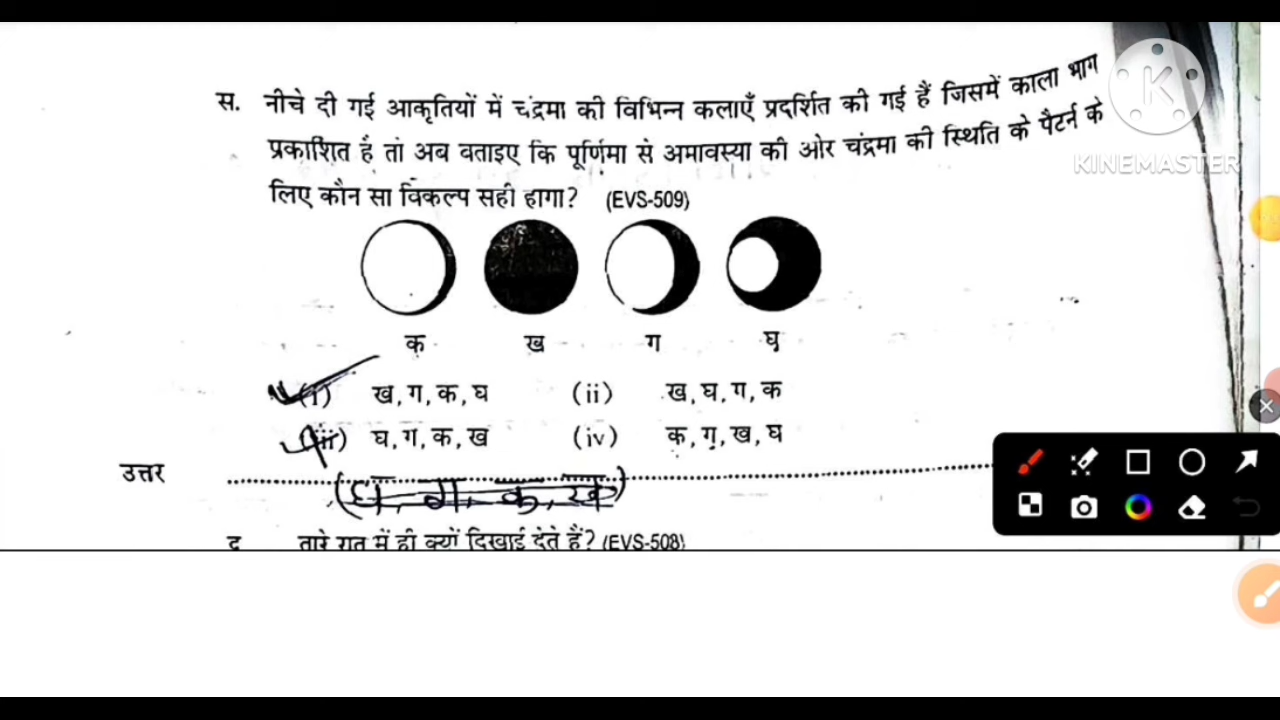 स. नीचे दी गई आकृतियों में चंद्रमा की विभिन्न कलाएँ प्रदर्शित की गई हैं जिसमें काला भाग
प्रकाशित है तो अब बताइए कि पूर्णिमा से अमावस्या की ओर चंद्रमा की स्थिति के पैटर्न के
लिए कौन सा विकल्प सही होगा? (EVS-509)
K
KINEMASTER
क ख ग घ
(i) ख, ग, क, घ (ii) ख, घ, ग, क
(iii) घ, ग, क, ख (iv) क, ग, ख, घ
उत्तर
(घ, ग, क, ख)
द तारे रात में ही क्यों दिखाई देते हैं? (EVS-508)